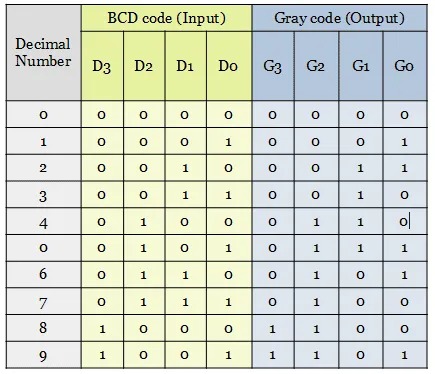 Decimal Number BCD code (Input) Gray code (Output)
D3 D2 D1 D0 G3 G2 G1 G0
0 0 0 0 0 0 0 0 0
1 0 0 0 1 0 0 0 1
2 0 0 1 0 0 0 1 1
3 0 0 1 1 0 0 1 0
4 0 1 0 0 0 1 1 0
0 0 1 0 1 0 1 1 1
6 0 1 1 0 0 1 0 1
7 0 1 1 1 0 1 0 0
8 1 0 0 0 1 1 0 0
9 1 0 0 1 1 1 0 1